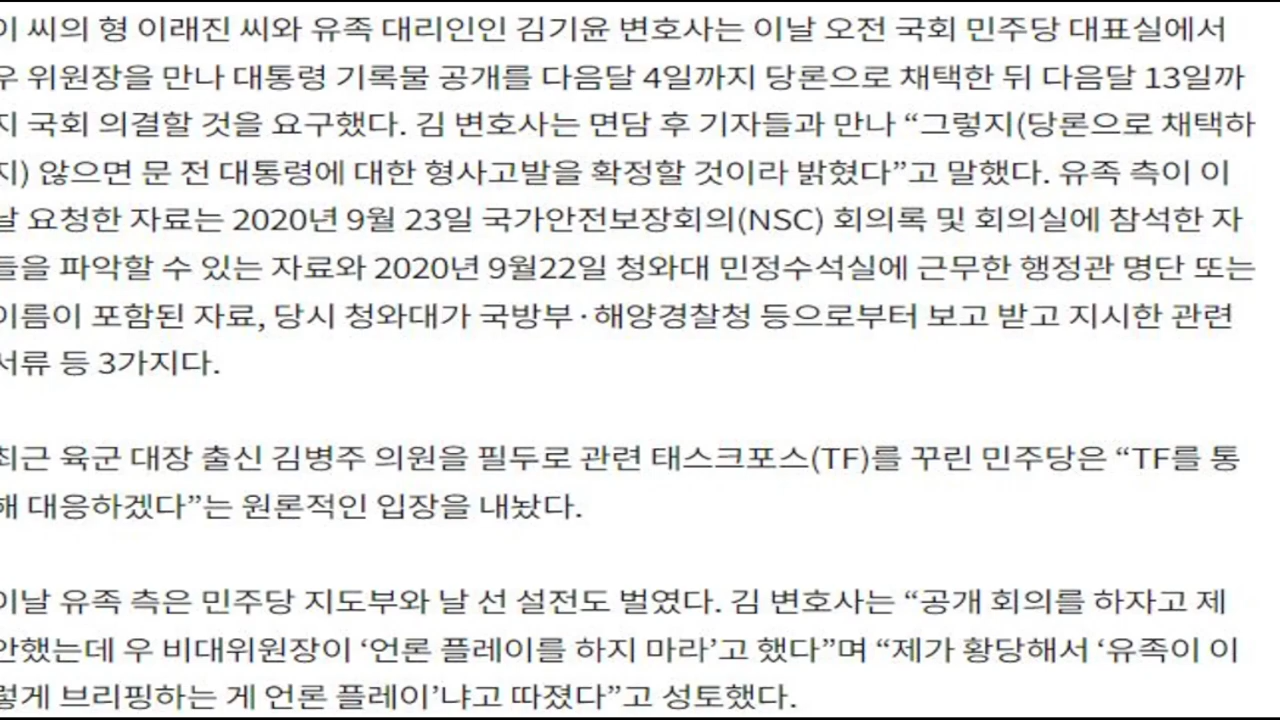 이 씨의 형 이래진 씨와 유족 대리인인 김기윤 변호사는 이날 오전 국회 민주당 대표실에서
우 위원장을 만나 대통령 기록물 공개를 다음달 4일까지 당론으로 채택한 뒤 다음달 13일까
지 국회 의결할 것을 요구했다. 김 변호사는 면담 후 기자들과 만나 “그렇지(당론으로 채택하
지) 않으면 문 전 대통령에 대한 형사고발을 확정할 것이라 밝혔다”고 말했다. 유족 측이 이
날 요청한 자료는 2020년 9월 23일 국가안전보장회의(NSC) 회의록 및 회의실에 참석한 자
들을 파악할 수 있는 자료와 2020년 9월22일 청와대 민정수석실에 근무한 행정관 명단 또는
이름이 포함된 자료, 당시 청와대가 국방부·해양경찰청 등으로부터 보고 받고 지시한 관련
서류 등 3가지다.
최근 육군 대장 출신 김병주 의원을 필두로 관련 태스크포스(TF)를 꾸린 민주당은 “TF를 통
해 대응하겠다”는 원론적인 입장을 내놨다.
이날 유족 측은 민주당 지도부와 날 선 설전도 벌였다. 김 변호사는 “공개 회의를 하자고 제
안했는데 우 비대위원장이 ‘언론 플레이를 하지 마라’고 했다”며 “제가 황당해서 ‘유족이 이
렇게 브리핑하는 게 언론 플레이’냐고 따졌다”고 성토했다.